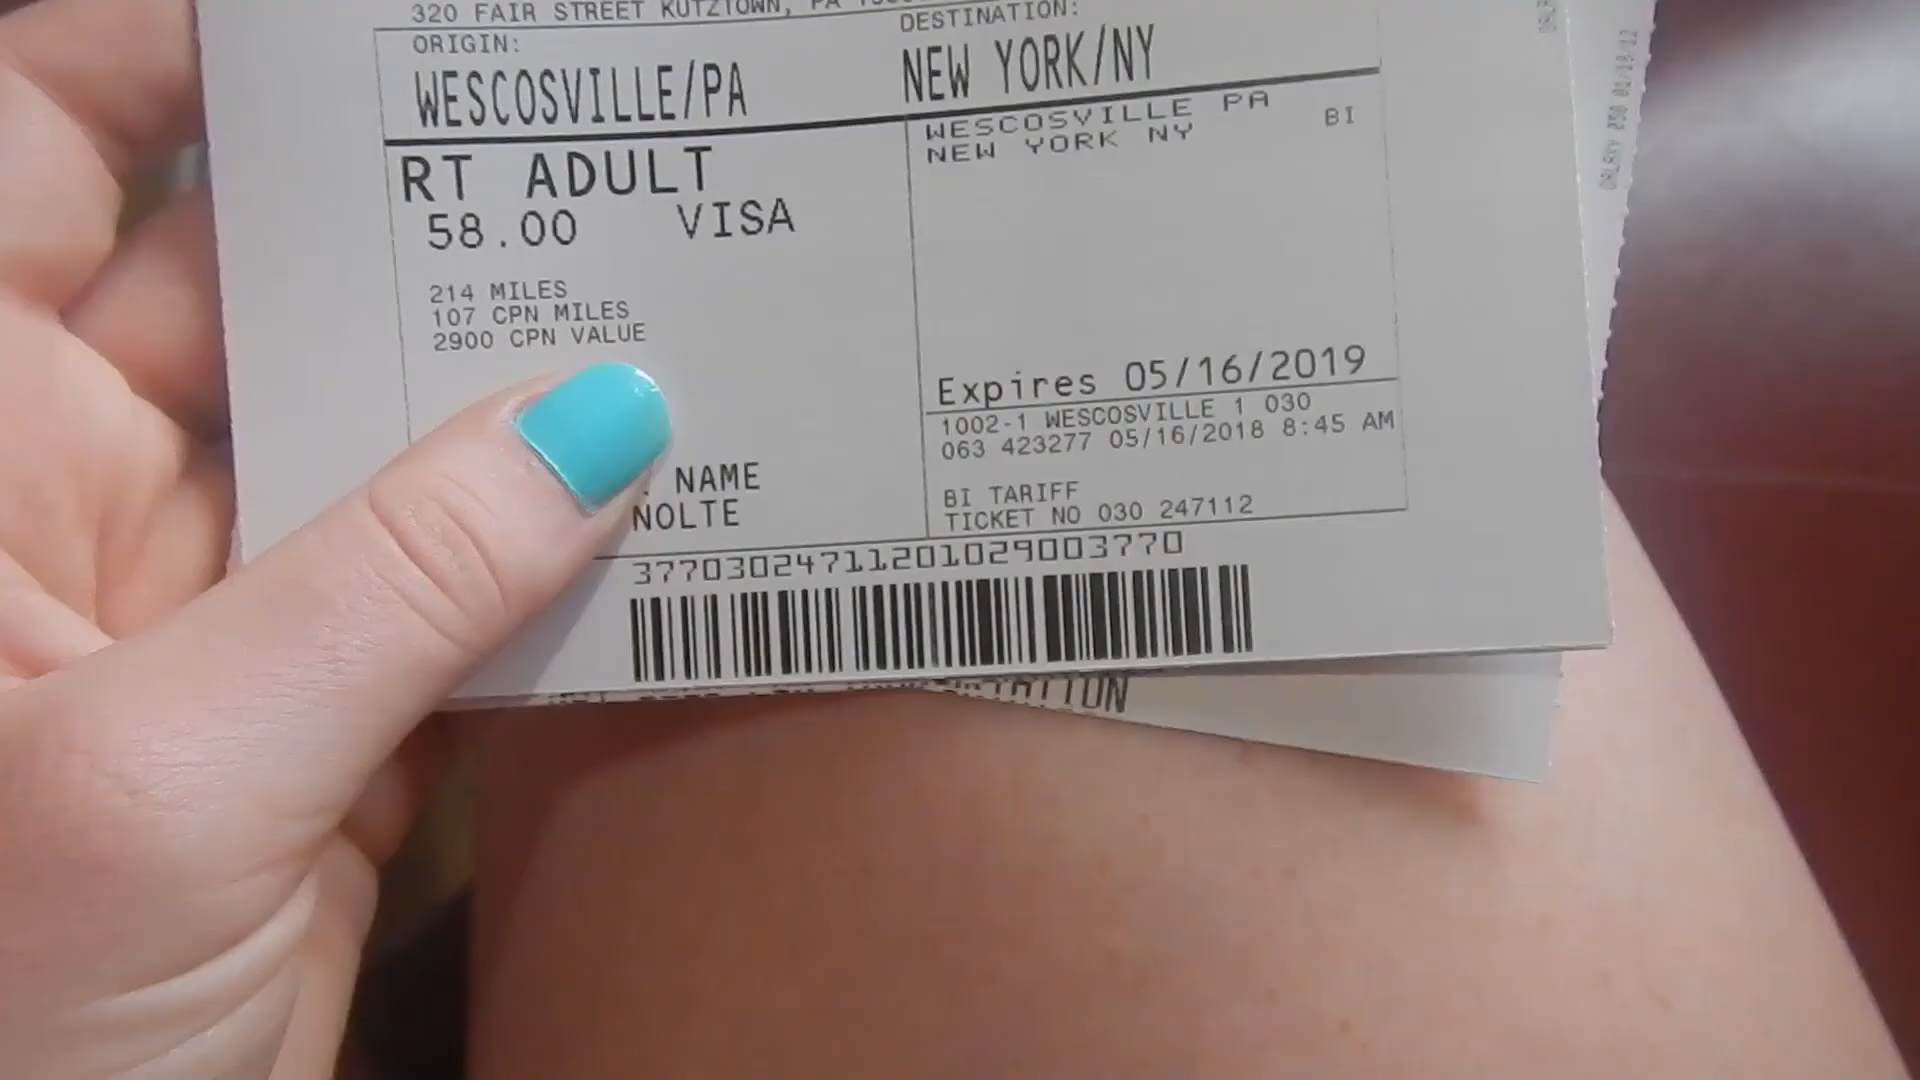 320 FAIR STREET KUTZTOWN, PA
ORIGIN:
DESTINATION:
WESCOSVILLE/PA
NEW YORK/NY
WESCOSVILLE PA BI
NEW YORK NY
RT ADULT
58.00 VISA
214 MILES
107 CPN MILES
2900 CPN VALUE
Expires 05/16/2019
1002-1 WESCOSVILLE 1 030
063 423277 05/16/2018 8:45 AM
NAME
NOLTE
BI TARIFF
TICKET NO 030 247112
37703024711201029003770